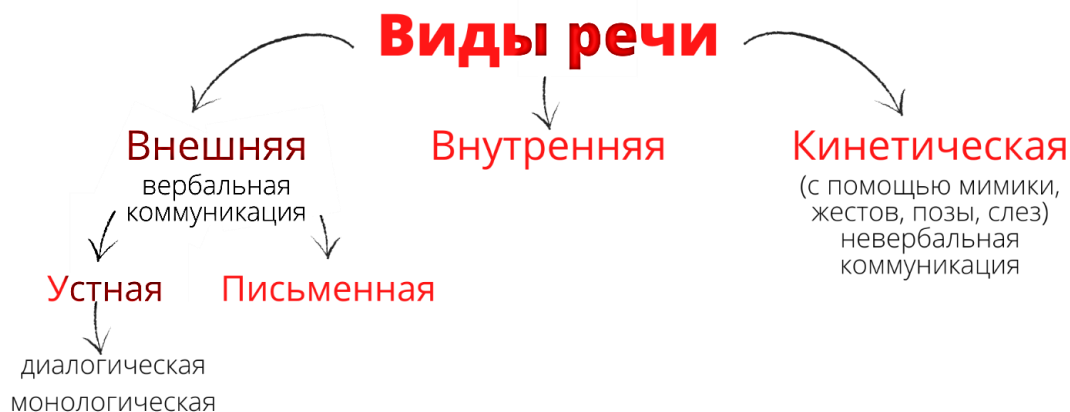 Виды речи
Внешняя
вербальная
коммуникация
Устная
диалогическая
монологическая
Письменная
Внутренняя
Кинетическая
(с помощью мимики,
жестов, позы, слез)
невербальная
коммуникация